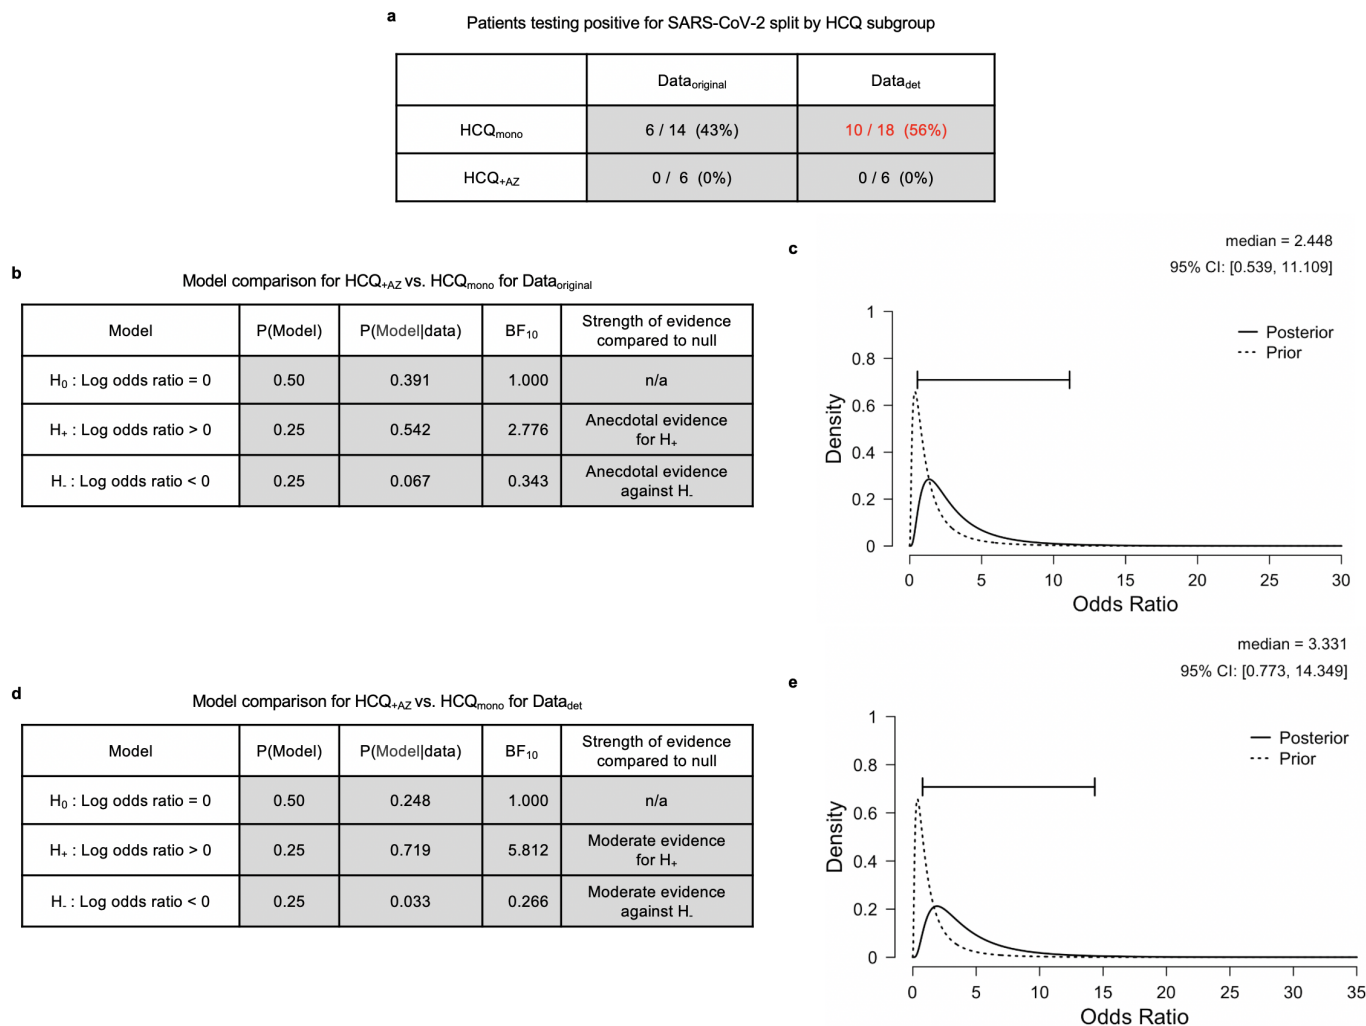 a
Patients testing positive for SARS-CoV-2 split by HCQ subgroup
Data_original Data_det
HCQ_mono 6 / 14 (43%) 10 / 18 (56%)
HCQ_+AZ 0 / 6 (0%) 0 / 6 (0%)
b
Model comparison for HCQ_+AZ vs. HCQ_mono for Data_original
Model P(Model) P(Model|data) BF₁₀ Strength of evidence
compared to null
H₀ : Log odds ratio = 0 0.50 0.391 1.000 n/a
H₊ : Log odds ratio > 0 0.25 0.542 2.776 Anecdotal evidence
for H₊
H₋ : Log odds ratio < 0 0.25 0.067 0.343 Anecdotal evidence
against H₋
c
median = 2.448
95% CI: [0.539, 11.109]
Posterior
Prior
Density
1
0.8
0.6
0.4
0.2
0
0 5 10 15 20 25 30
Odds Ratio
d
Model comparison for HCQ_+AZ vs. HCQ_mono for Data_det
Model P(Model) P(Model|data) BF₁₀ Strength of evidence
compared to null
H₀ : Log odds ratio = 0 0.50 0.248 1.000 n/a
H₊ : Log odds ratio > 0 0.25 0.719 5.812 Moderate evidence
for H₊
H₋ : Log odds ratio < 0 0.25 0.033 0.266 Moderate evidence
against H₋
e
median = 3.331
95% CI: [0.773, 14.349]
Posterior
Prior
Density
1
0.8
0.6
0.4
0.2
0
0 5 10 15 20 25 30 35
Odds Ratio